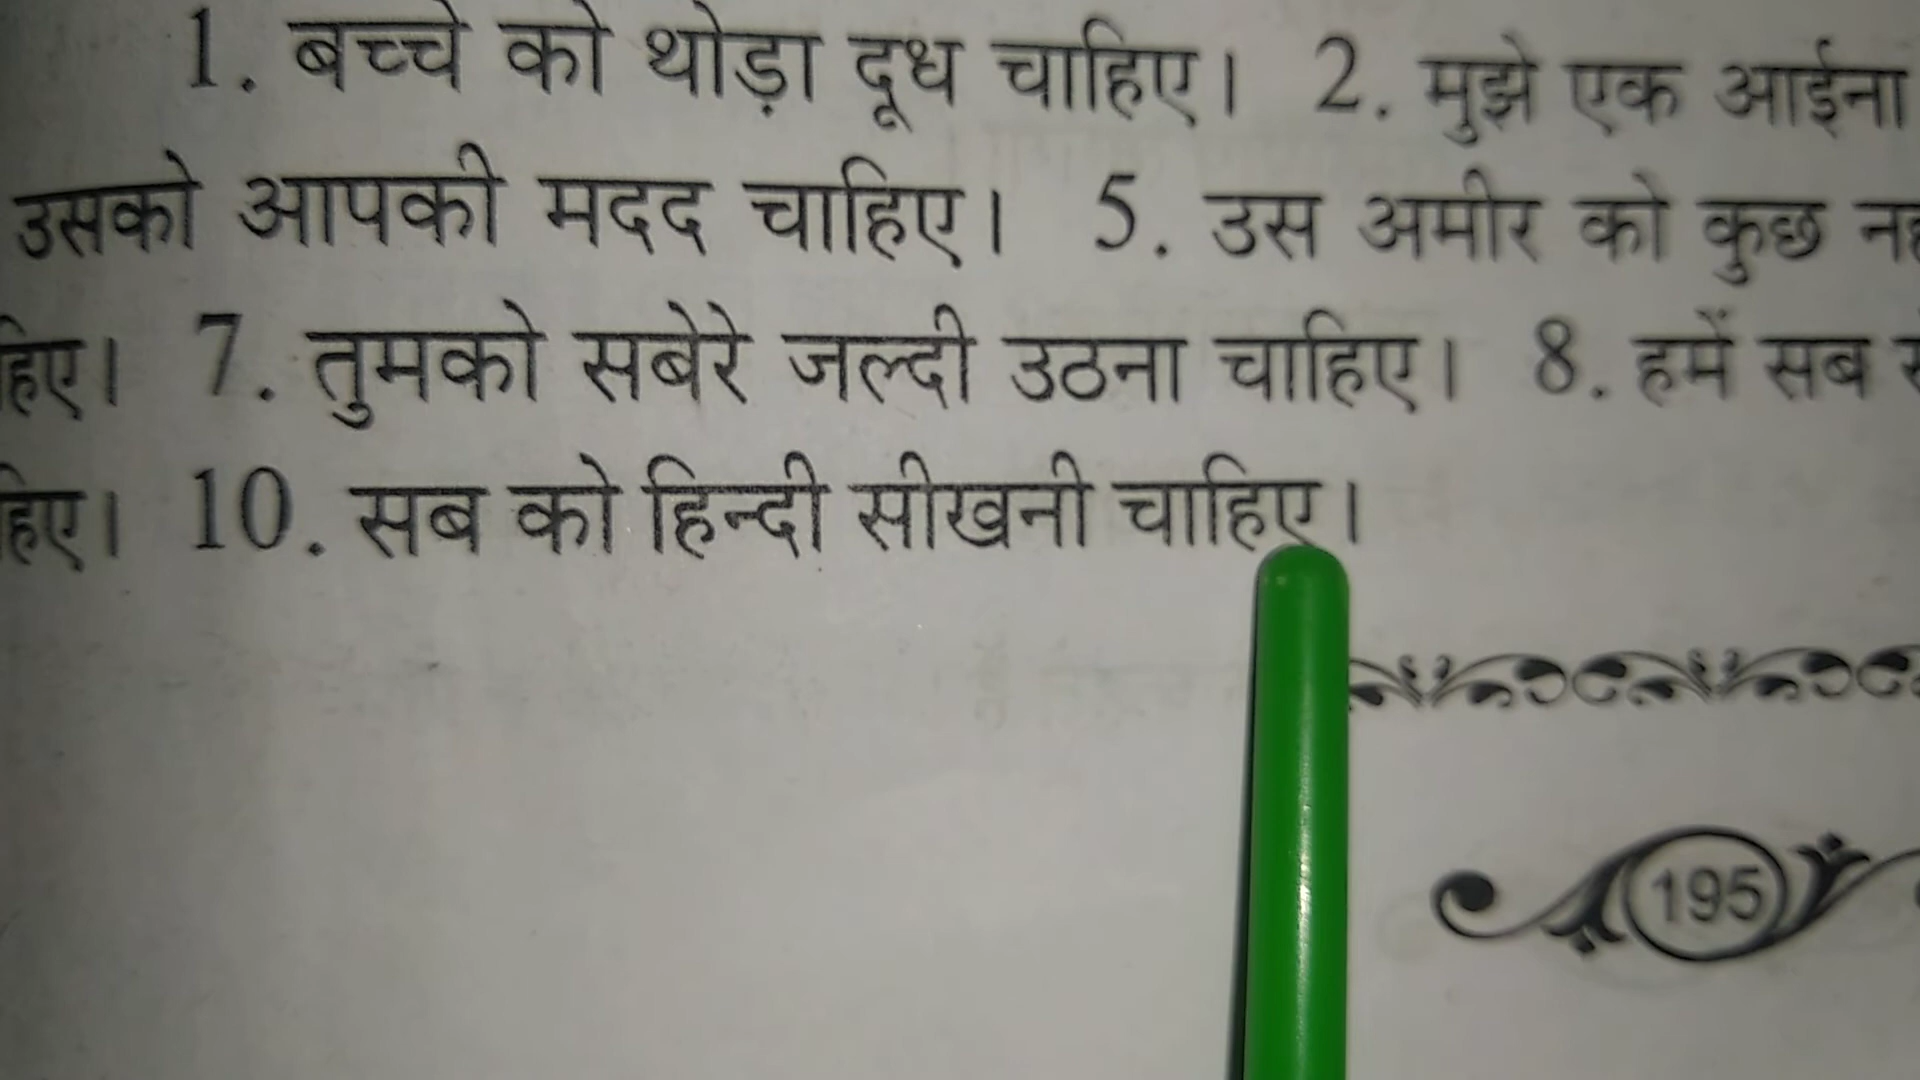 1. बच्चे को थोड़ा दूध चाहिए। 2. मुझे एक आईना
उसको आपकी मदद चाहिए। 5. उस अमीर को कुछ
7. तुमको सबेरे जल्दी उठना चाहिए। 8. हमें सब
10. सब को हिन्दी सीखनी चाहिए।
195